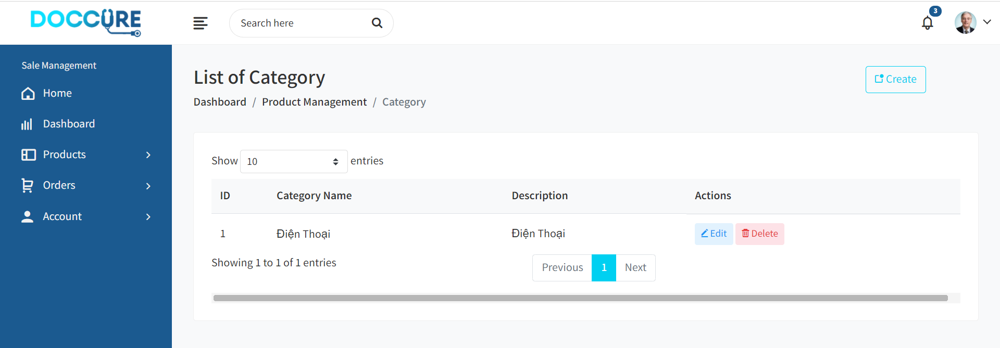 DOCCURE
Search here
3
Sale Management
Home
Dashboard
Products
Orders
Account
List of Category
Dashboard / Product Management / Category
Create
Show 10 entries
ID Category Name Description Actions
1 Điện Thoại Điện Thoại Edit Delete
Showing 1 to 1 of 1 entries
Previous 1 Next